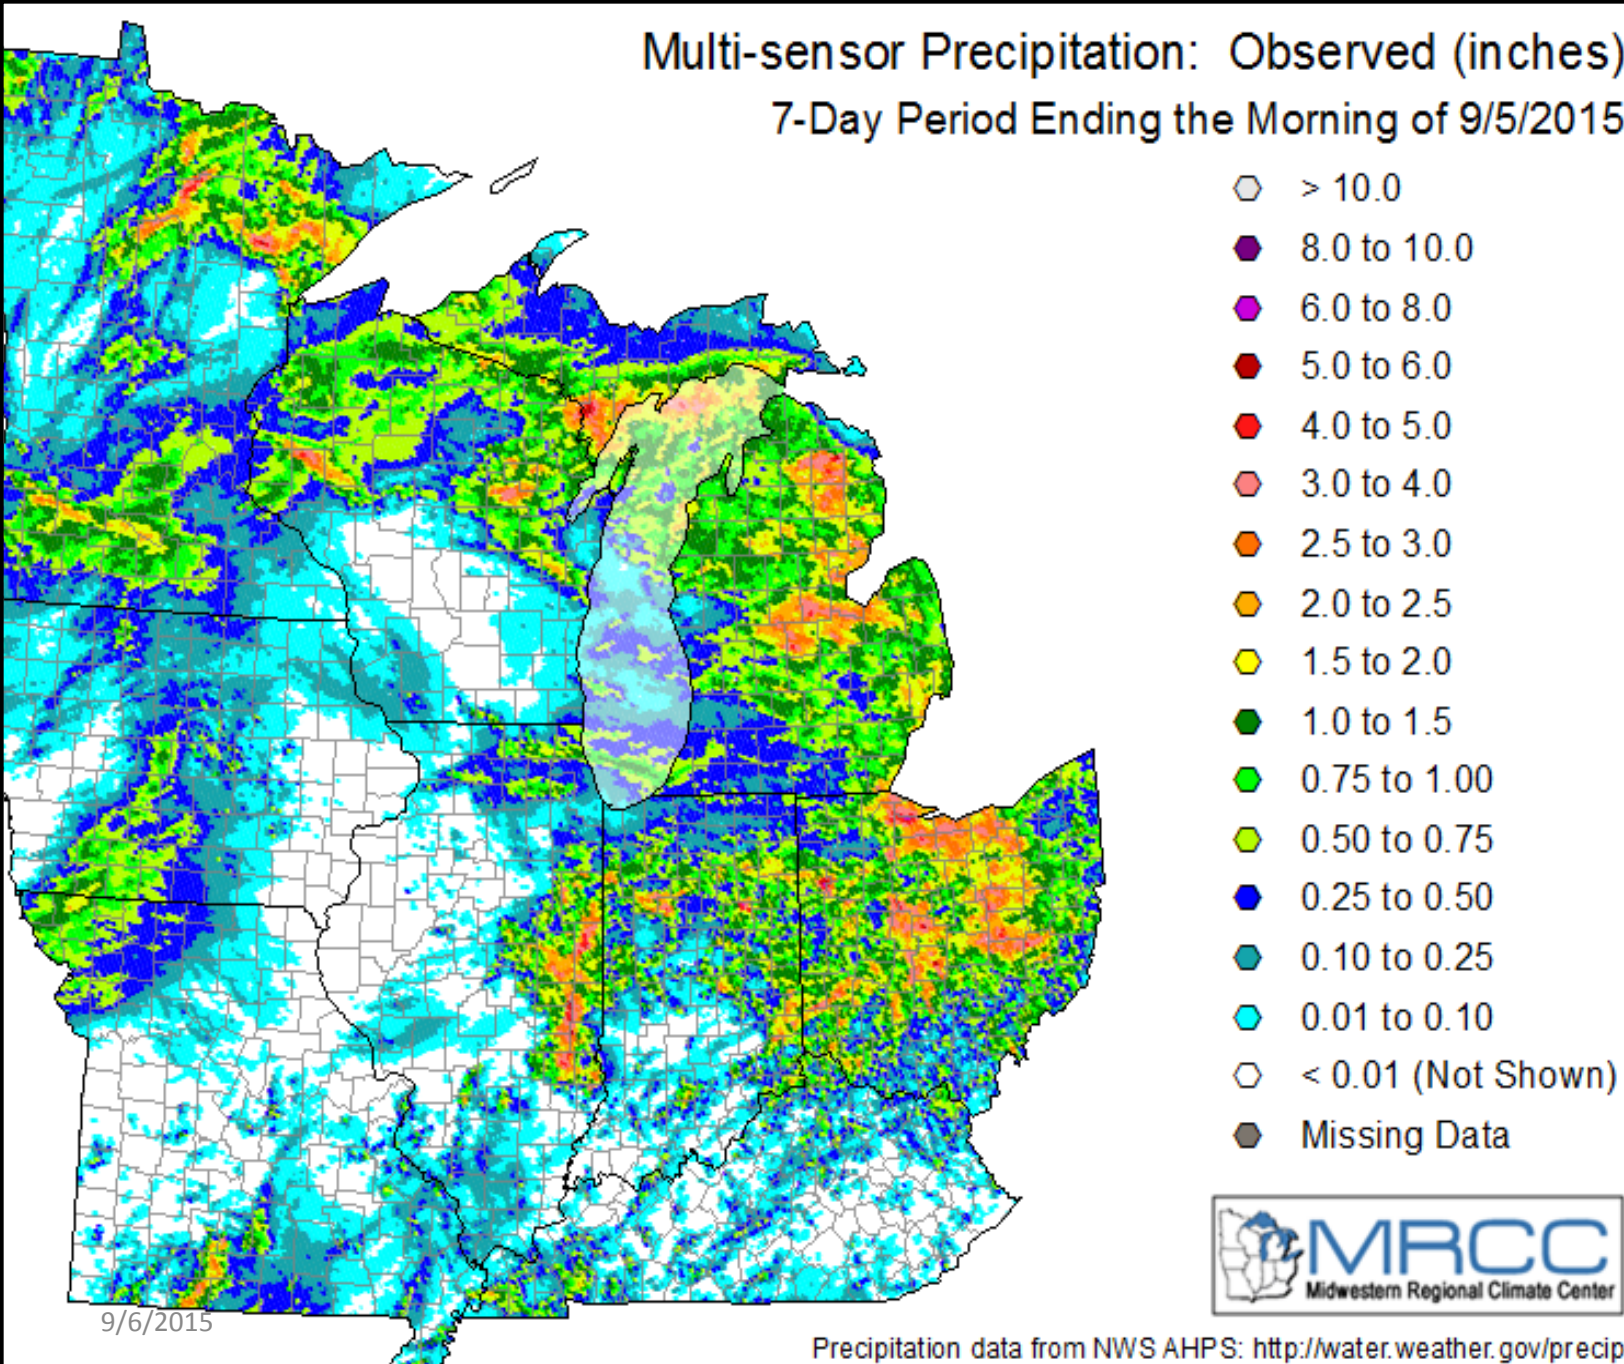 Multi-sensor Precipitation: Observed (inches)
7-Day Period Ending the Morning of 9/5/2015
> 10.0
8.0 to 10.0
6.0 to 8.0
5.0 to 6.0
4.0 to 5.0
3.0 to 4.0
2.5 to 3.0
2.0 to 2.5
1.5 to 2.0
1.0 to 1.5
0.75 to 1.00
0.50 to 0.75
0.25 to 0.50
0.10 to 0.25
0.01 to 0.10
< 0.01 (Not Shown)
Missing Data
MRCC
Midwestern Regional Climate Center
9/6/2015
Precipitation data from NWS AHPS: http://water.weather.gov/precip